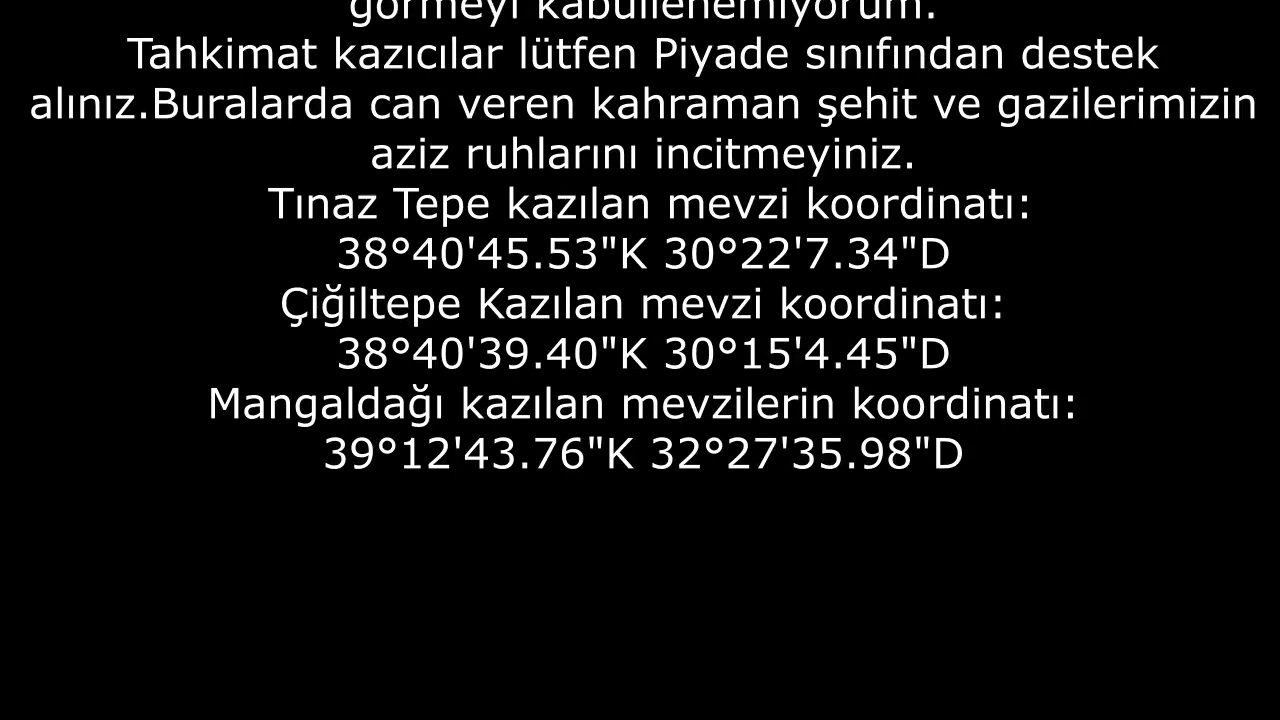 görmeyi kabullenemiyorum.
Tahkimat kazıcılar lütfen Piyade sınıfından destek
alınız.Buralarda can veren kahraman şehit ve gazilerimizin
aziz ruhlarını incitmeyiniz.
Tınaz Tepe kazılan mevzi koordinatı:
38°40'45.53"K 30°22'7.34"D
Çiğiltepe Kazılan mevzi koordinatı:
38°40'39.40"K 30°15'4.45"D
Mangaldağı kazılan mevzilerin koordinatı:
39°12'43.76"K 32°27'35.98"D